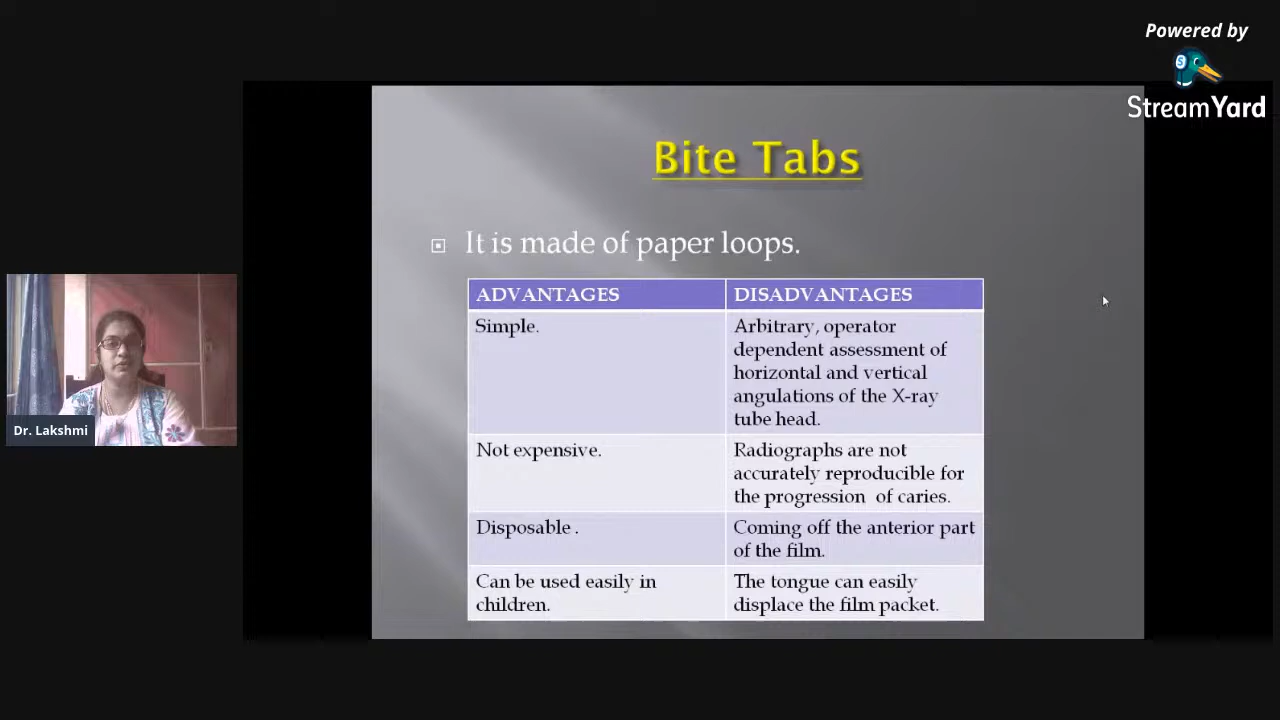 Powered by
StreamYard
Bite Tabs
It is made of paper loops.
ADVANTAGES
DISADVANTAGES
Simple.
Arbitrary, operator
dependent assessment of
horizontal and vertical
angulations of the X-ray
tube head.
Not expensive.
Radiographs are not
accurately reproducible for
the progression of caries.
Disposable .
Coming off the anterior part
of the film.
Can be used easily in
children.
The tongue can easily
displace the film packet.
Dr. Lakshmi